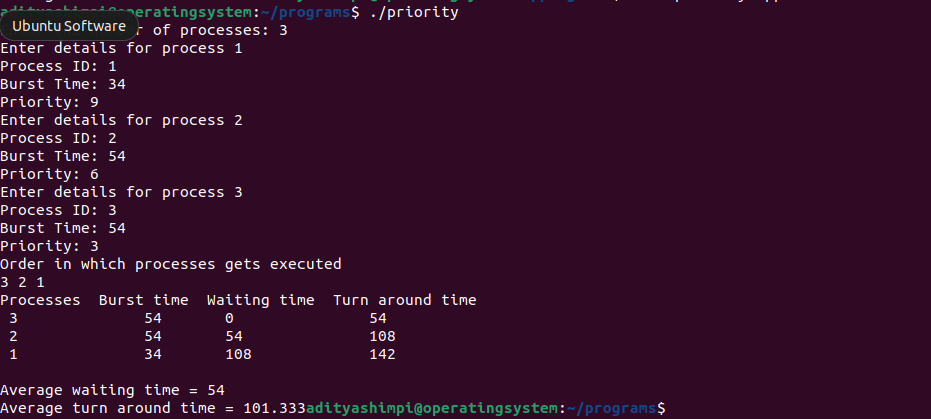 adityashimpi@operatingsystem:~/programs$ ./priority
Ubuntu Software r of processes: 3
Enter details for process 1
Process ID: 1
Burst Time: 34
Priority: 9
Enter details for process 2
Process ID: 2
Burst Time: 54
Priority: 6
Enter details for process 3
Process ID: 3
Burst Time: 54
Priority: 3
Order in which processes gets executed
3 2 1
Processes  Burst time  Waiting time  Turn around time
3 54 0 54
2 54 54 108
1 34 108 142
Average waiting time = 54
Average turn around time = 101.333adityashimpi@operatingsystem:~/programs$